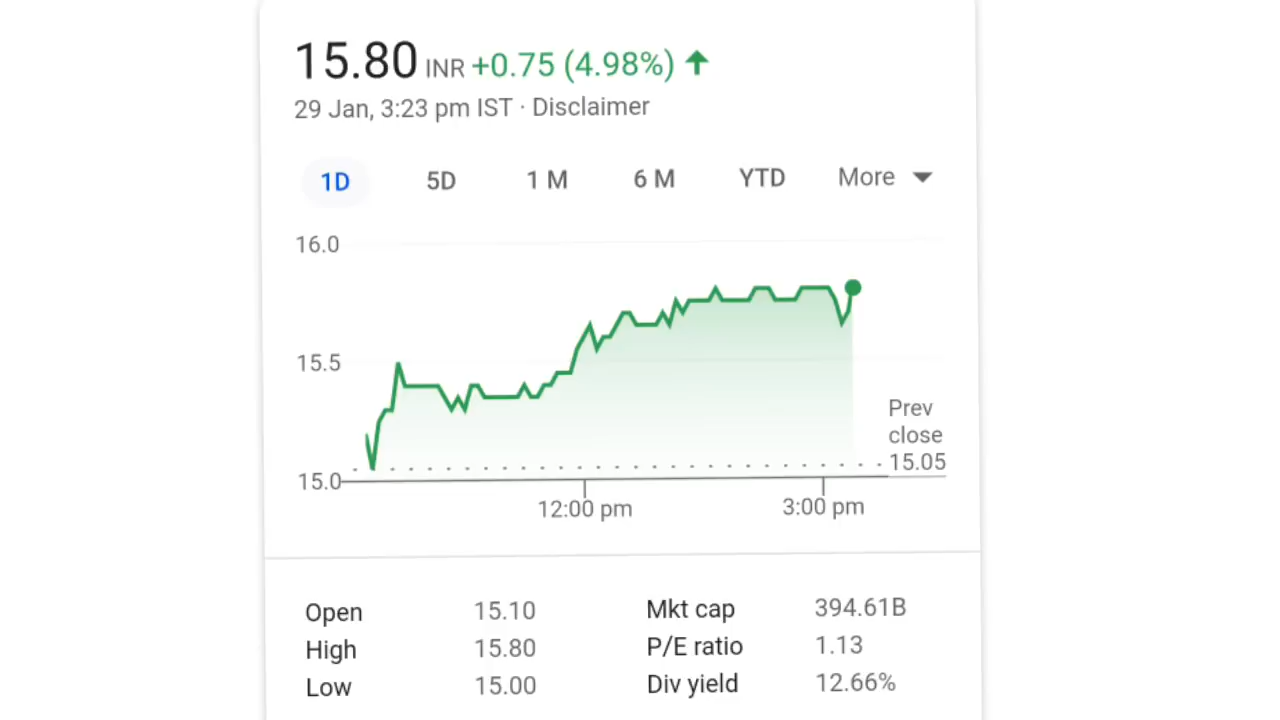 15.80 INR +0.75 (4.98%)
29 Jan, 3:23 pm IST · Disclaimer
1D 5D 1 M 6 M YTD More
16.0
15.5
15.0
Prev
close
15.05
12:00 pm 3:00 pm
Open 15.10 Mkt cap 394.61B
High 15.80 P/E ratio 1.13
Low 15.00 Div yield 12.66%